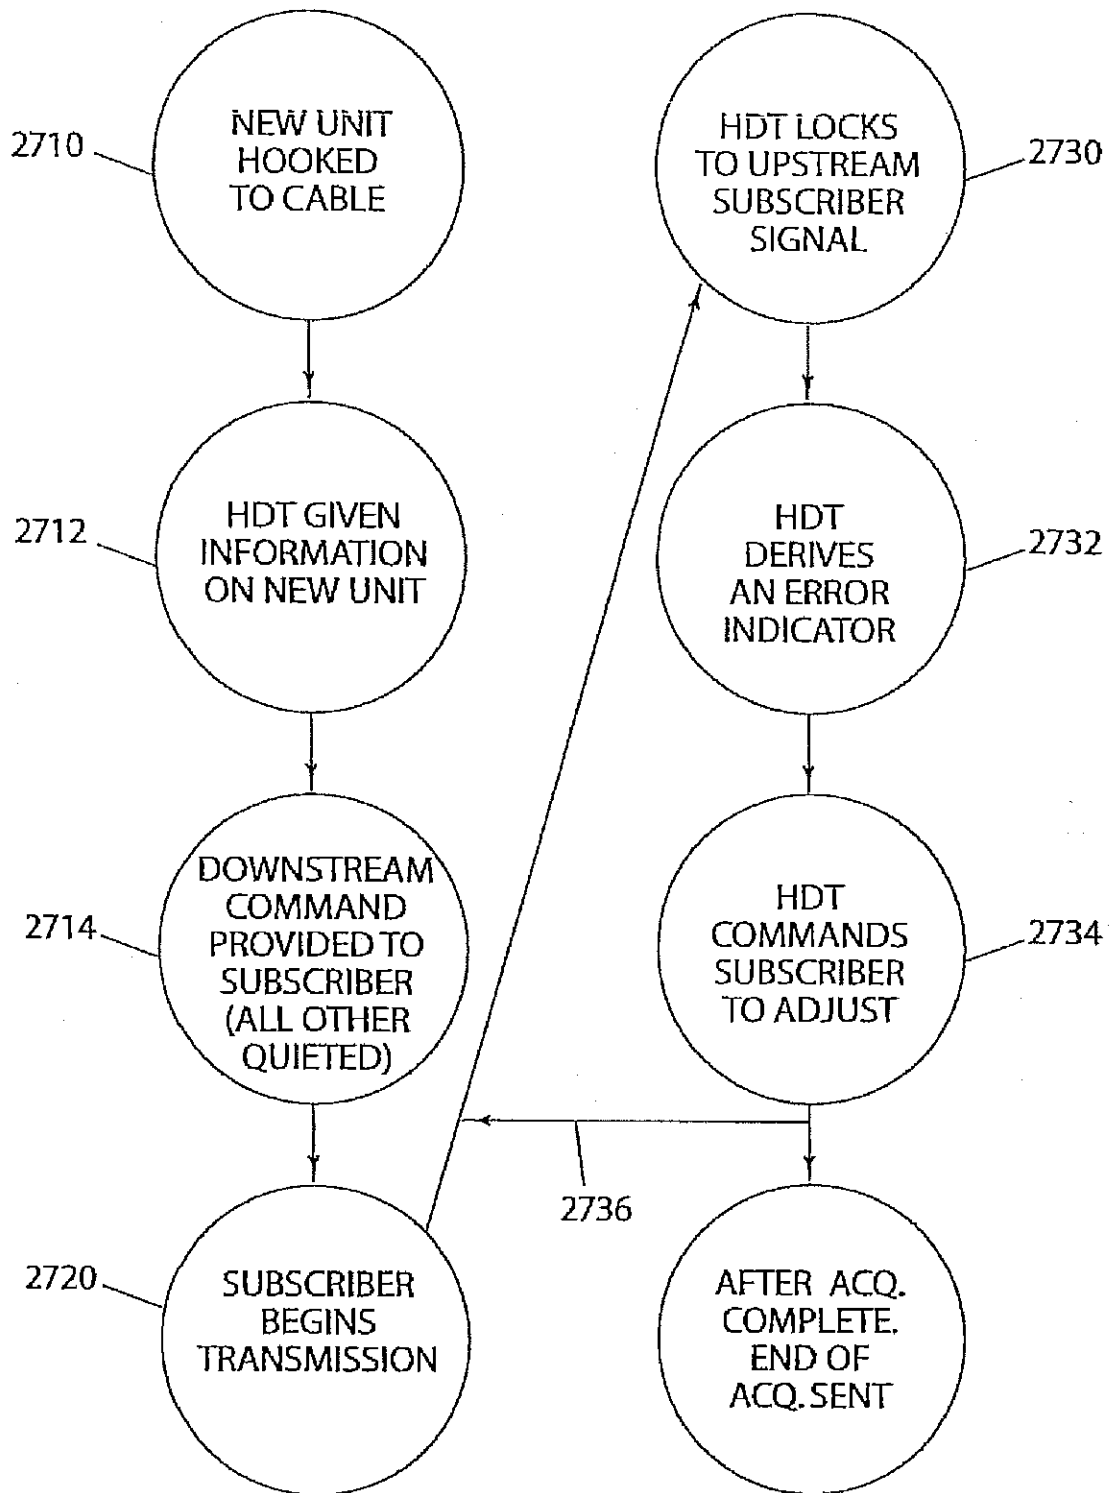 2710
NEW UNIT
HOOKED
TO CABLE
2712
HDT GIVEN
INFORMATION
ON NEW UNIT
2714
DOWNSTREAM
COMMAND
PROVIDED TO
SUBSCRIBER
(ALL OTHER
QUIETED)
2720
SUBSCRIBER
BEGINS
TRANSMISSION
HDT LOCKS
TO UPSTREAM
SUBSCRIBER
SIGNAL
2730
HDT
DERIVES
AN ERROR
INDICATOR
2732
HDT
COMMANDS
SUBSCRIBER
TO ADJUST
2734
2736
AFTER ACQ.
COMPLETE.
END OF
ACQ. SENT